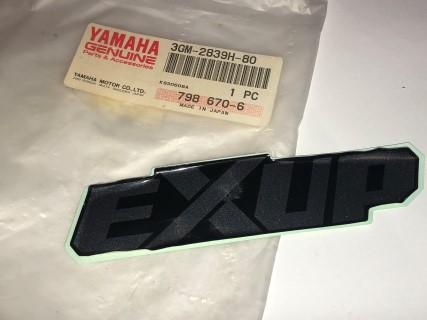 YAMAHA
GENUINE
Parts & Accessories
YAMAHA MOTOR CO.,LTD.
3GM-2839H-80
1 PC
798 670-6
MADE IN JAPAN
EXUP